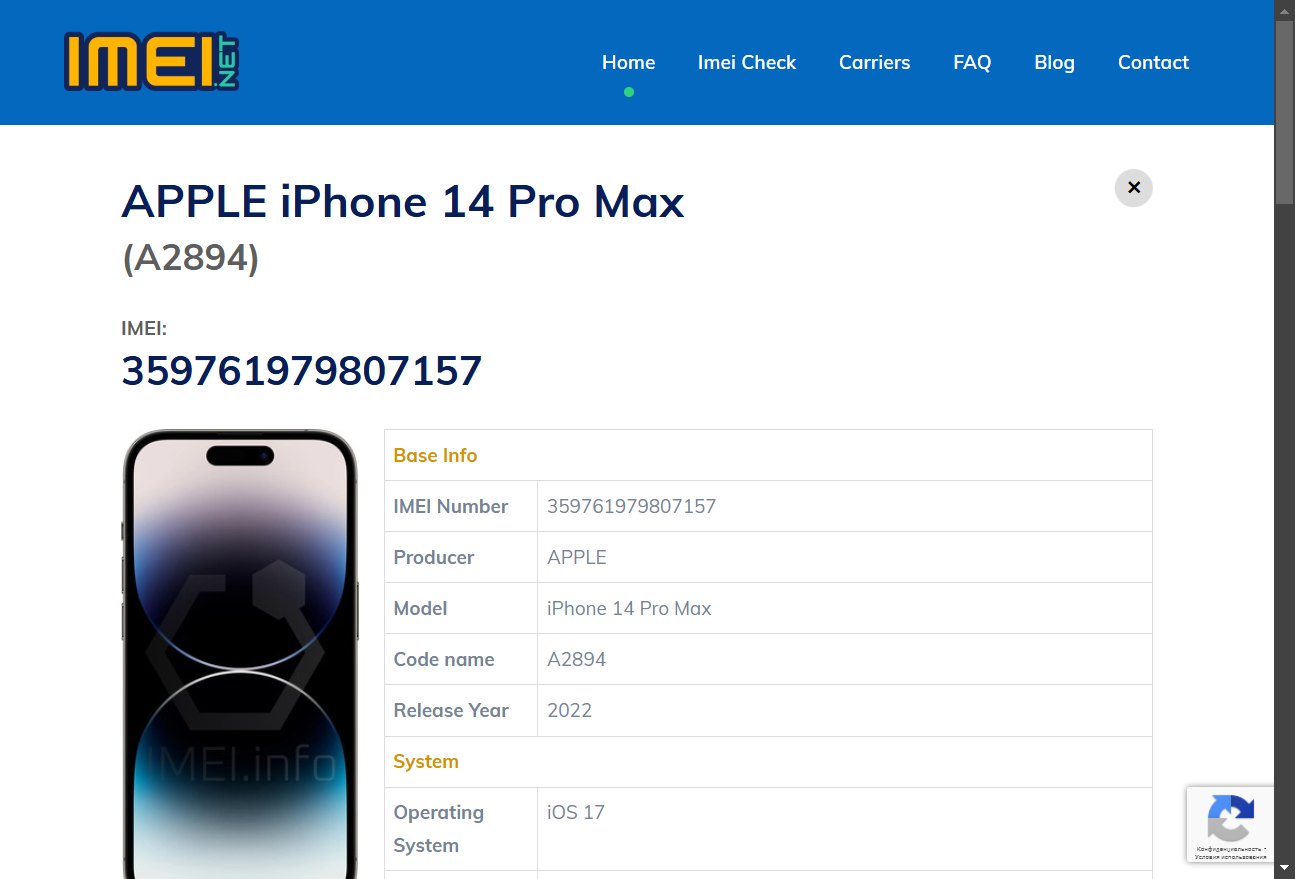 IMEI.NET
Home
Imei Check
Carriers
FAQ
Blog
Contact
APPLE iPhone 14 Pro Max
(A2894)
IMEI:
359761979807157
Base Info
IMEI Number 359761979807157
Producer APPLE
Model iPhone 14 Pro Max
Code name A2894
Release Year 2022
System
Operating System iOS 17
IMEI.info
Конфиденциальность -
Условия использования